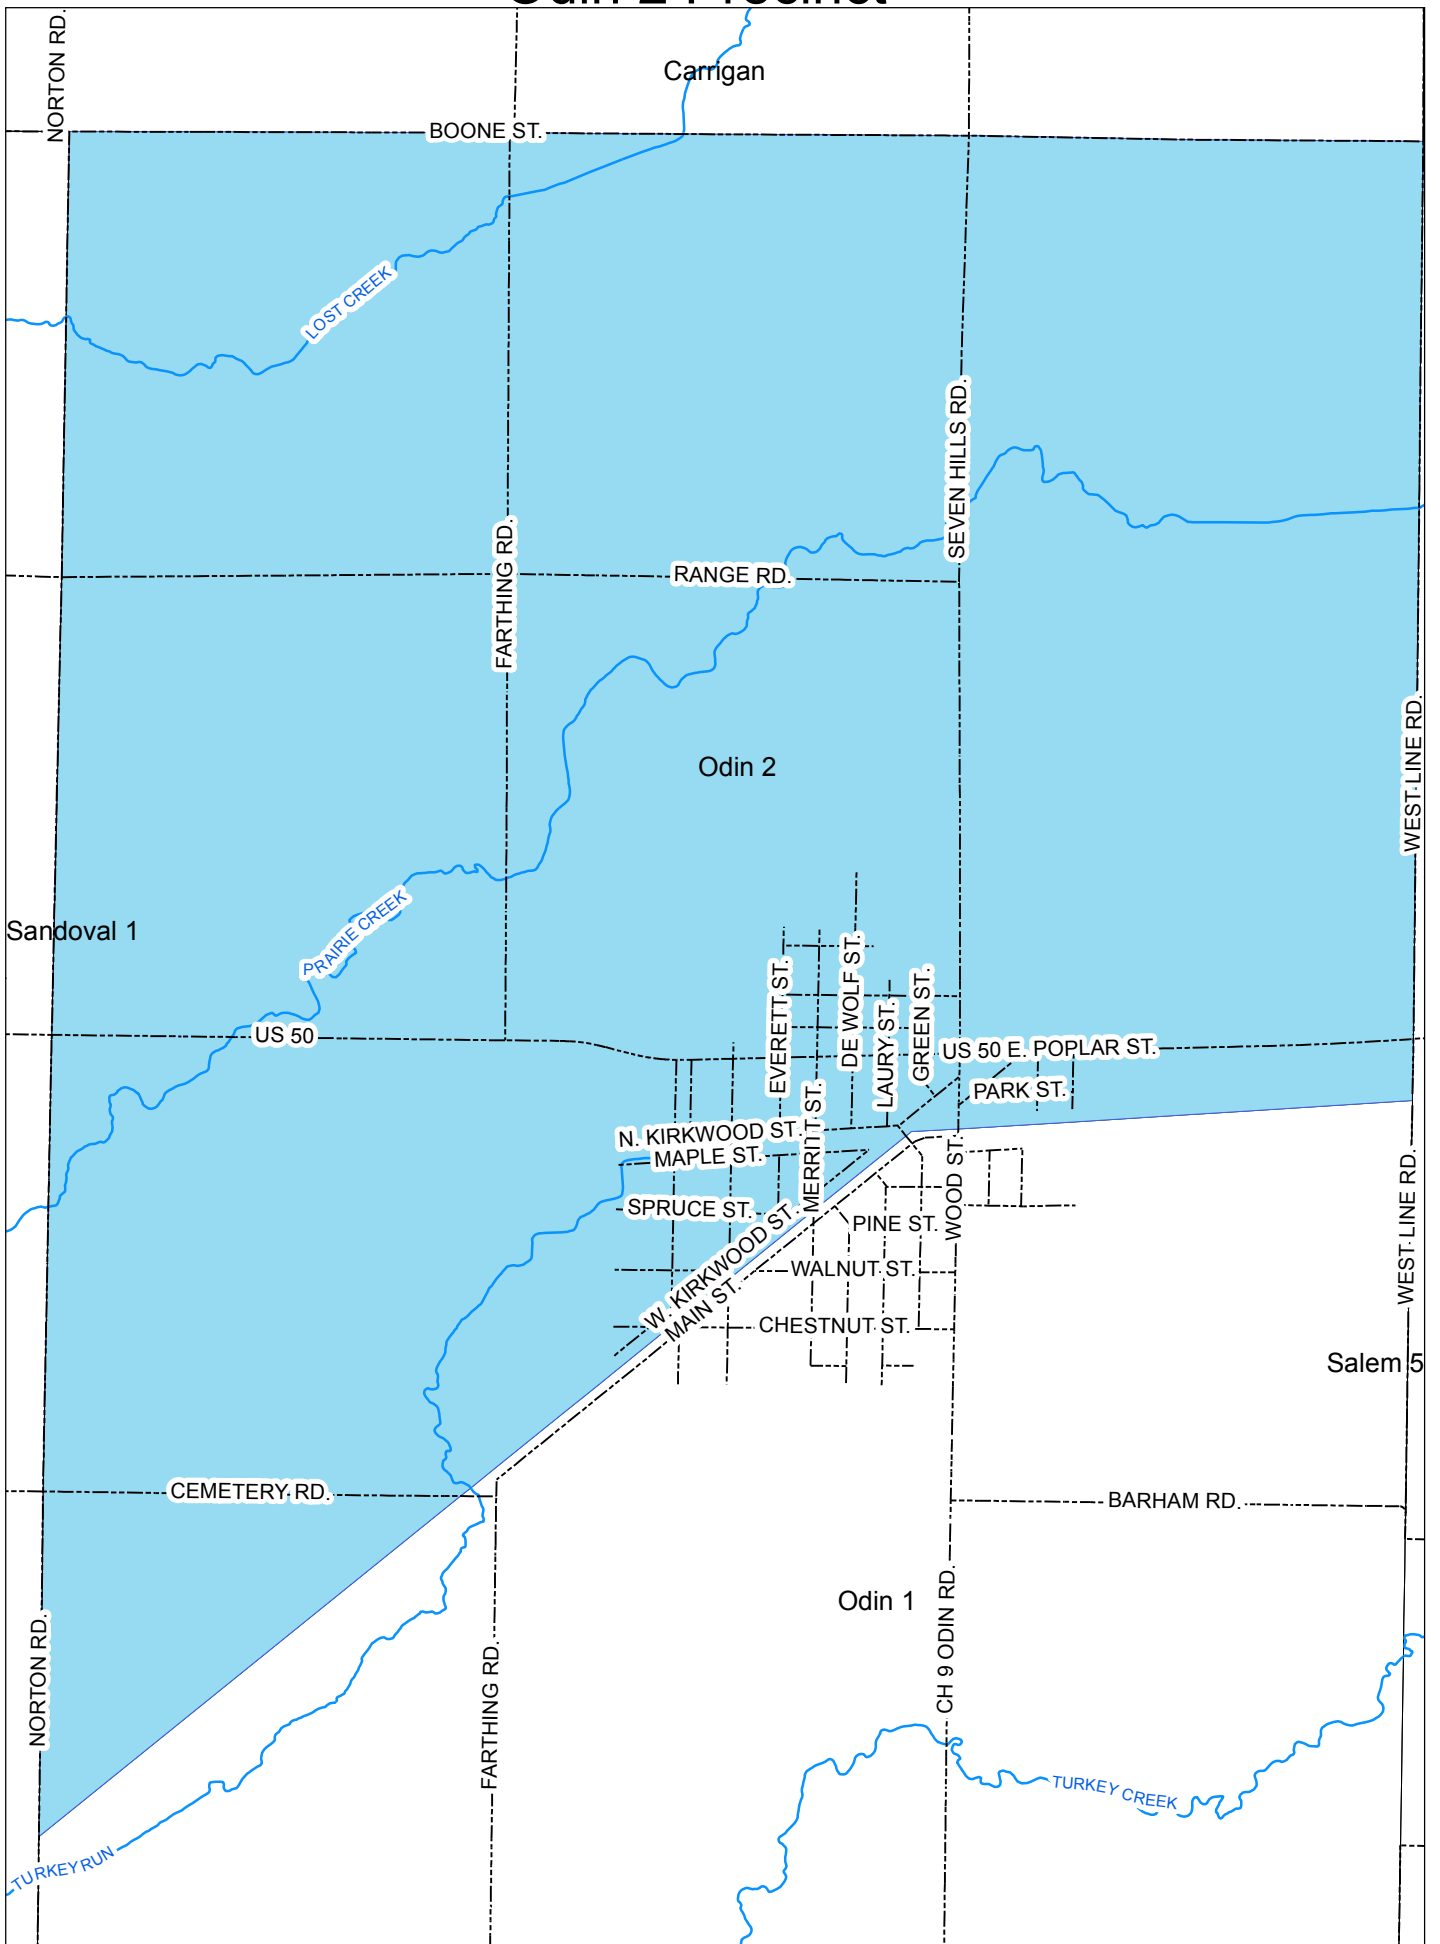 Odin 2 Precinct
NORTON RD.
Carrigan
BOONE ST.
LOST CREEK
SEVEN HILLS RD.
FARTHING RD.
RANGE RD.
WEST LINE RD.
Odin 2
PRAIRIE CREEK
Sandoval 1
US 50
EVERETT ST.
DE WOLF ST.
LAURY ST.
GREEN ST.
US 50 E. POPLAR ST.
PARK ST.
N. KIRKWOOD ST.
MERRITT ST.
MAPLE ST.
WOOD ST.
SPRUCE ST.
PINE ST.
W. KIRKWOOD ST.
MAIN ST.
WALNUT ST.
CHESTNUT ST.
WEST LINE RD.
Salem 5
CEMETERY RD.
BARHAM RD.
Odin 1
CH 9 ODIN RD.
NORTON RD.
FARTHING RD.
TURKEY CREEK
TURKEY RUN